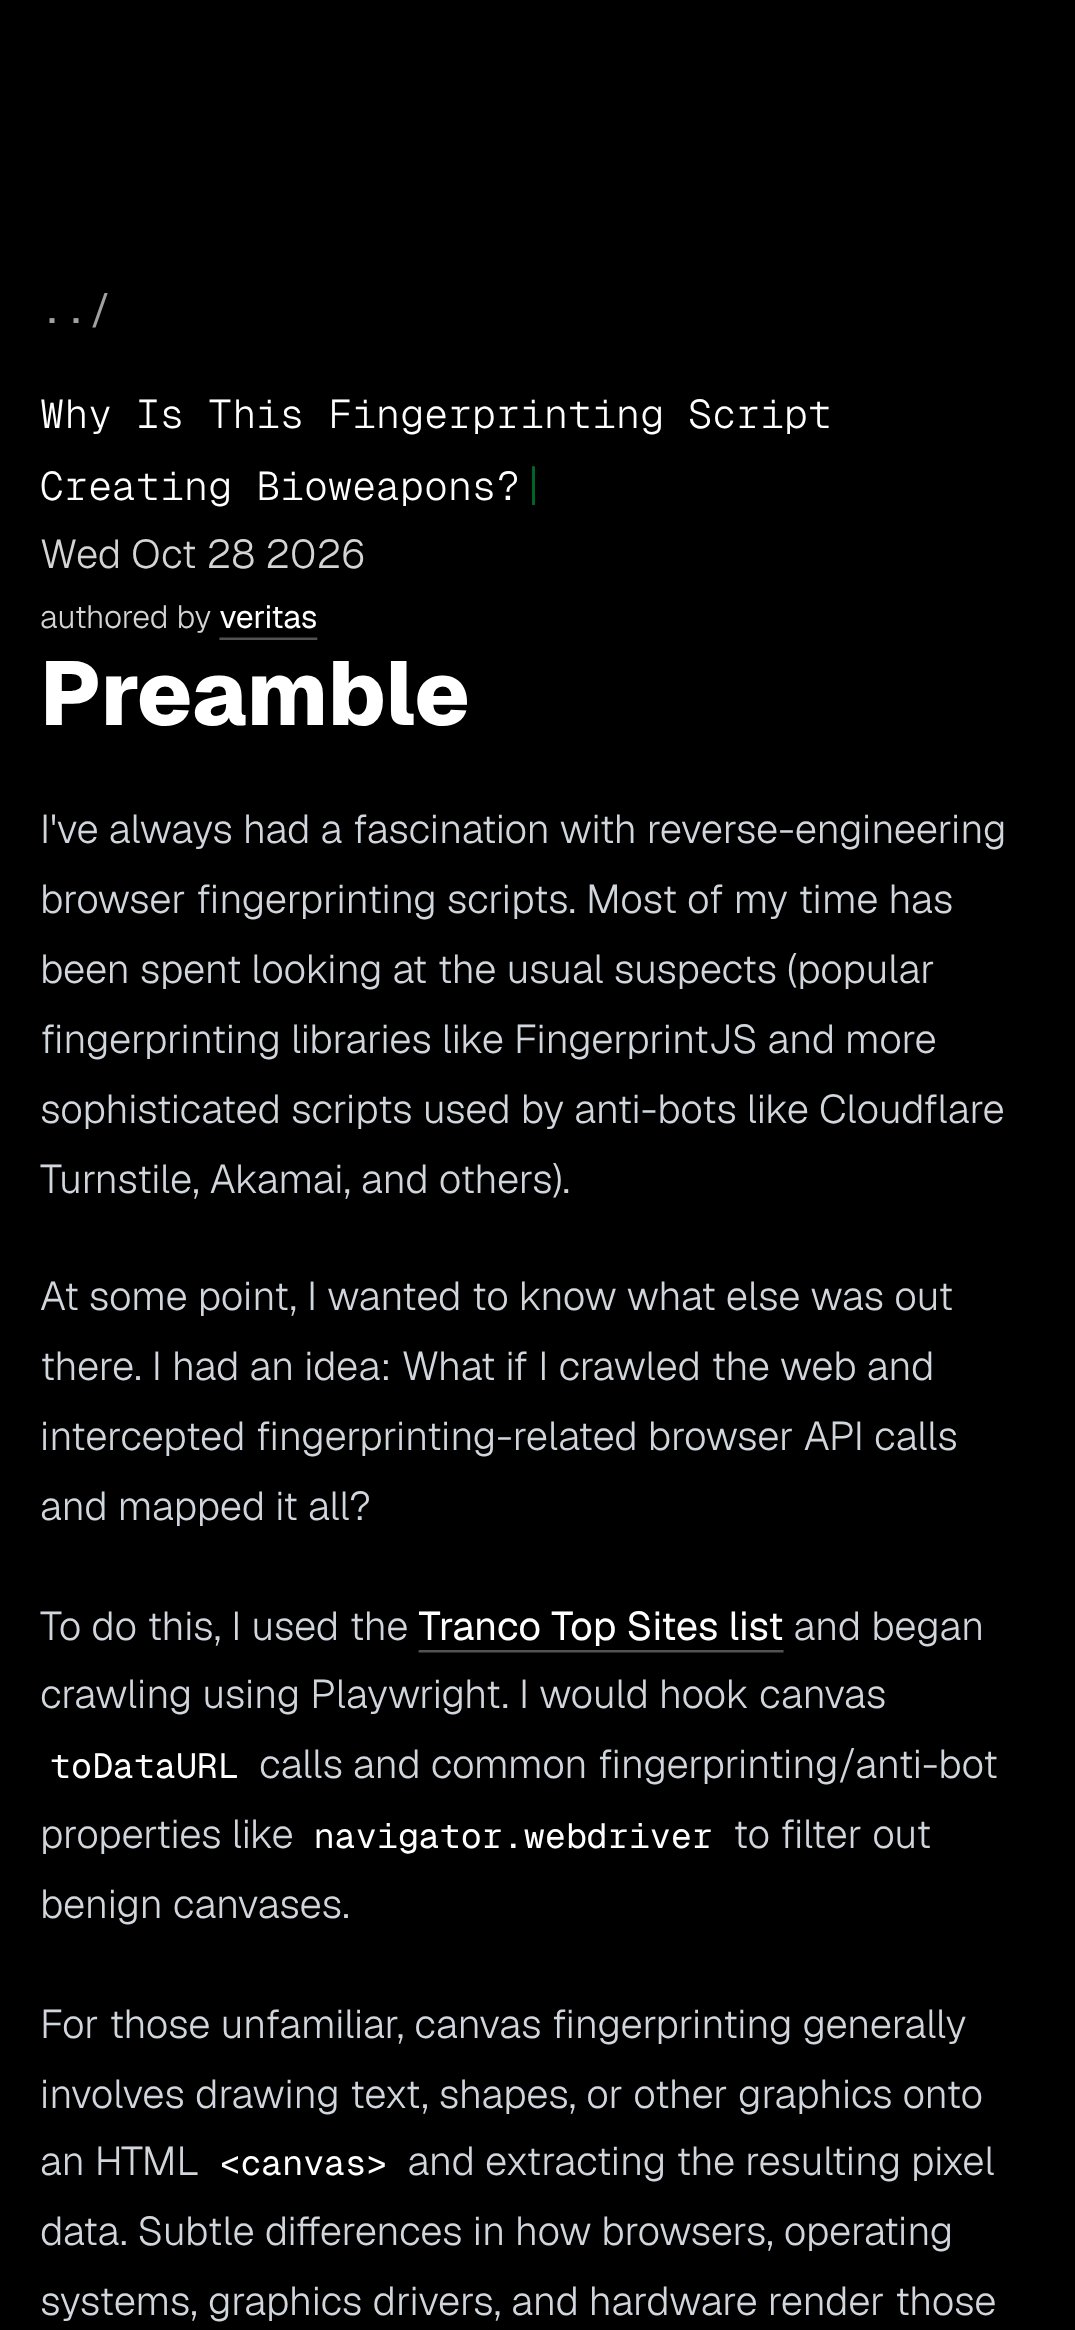 ../
Why Is This Fingerprinting Script
Creating Bioweapons?
Wed Oct 28 2026
authored by veritas
Preamble
I've always had a fascination with reverse-engineering
browser fingerprinting scripts. Most of my time has
been spent looking at the usual suspects (popular
fingerprinting libraries like FingerprintJS and more
sophisticated scripts used by anti-bots like Cloudflare
Turnstile, Akamai, and others).
At some point, I wanted to know what else was out
there. I had an idea: What if I crawled the web and
intercepted fingerprinting-related browser API calls
and mapped it all?
To do this, I used the Tranco Top Sites list and began
crawling using Playwright. I would hook canvas
toDataURL calls and common fingerprinting/anti-bot
properties like navigator.webdriver to filter out
benign canvases.
For those unfamiliar, canvas fingerprinting generally
involves drawing text, shapes, or other graphics onto
an HTML <canvas> and extracting the resulting pixel
data. Subtle differences in how browsers, operating
systems, graphics drivers, and hardware render those